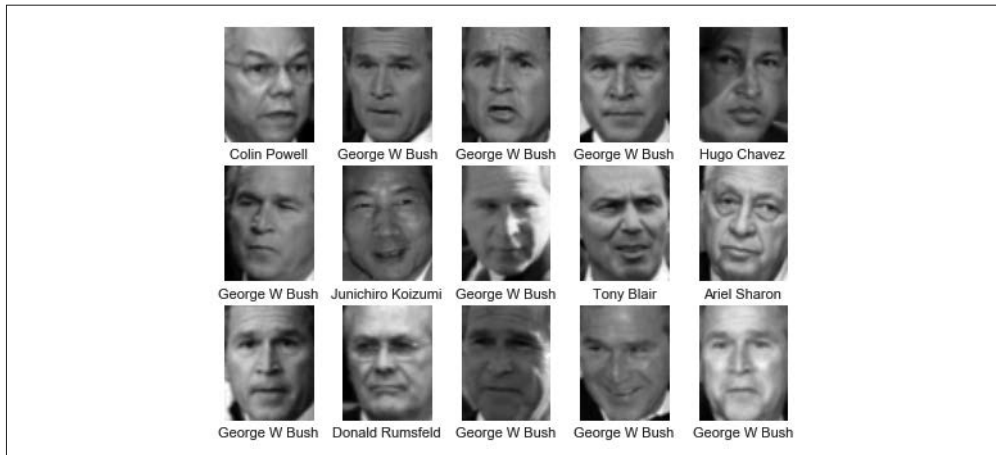 Colin Powell George W Bush George W Bush George W Bush Hugo Chavez
George W Bush Junichiro Koizumi George W Bush Tony Blair Ariel Sharon
George W Bush Donald Rumsfeld George W Bush George W Bush George W Bush